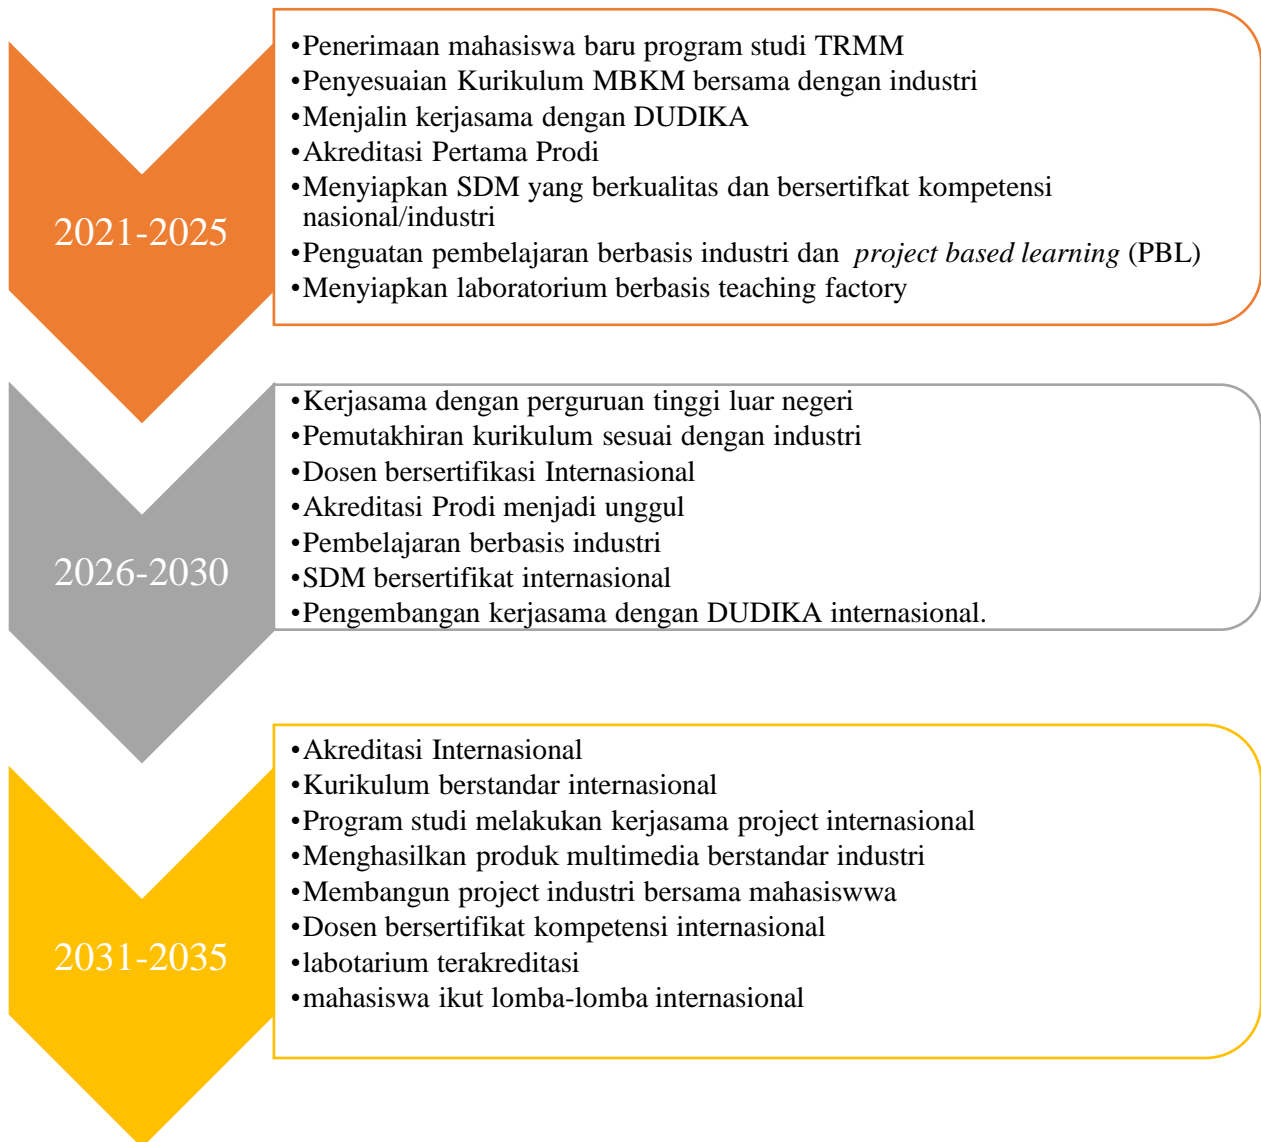 2021-2025
•Penerimaan mahasiswa baru program studi TRMM
•Penyesuaian Kurikulum MBKM bersama dengan industri
•Menjalin kerjasama dengan DUDIKA
•Akreditasi Pertama Prodi
•Menyiapkan SDM yang berkualitas dan bersertifkat kompetensi
nasional/industri
•Penguatan pembelajaran berbasis industri dan project based learning (PBL)
•Menyiapkan laboratorium berbasis teaching factory
2026-2030
•Kerjasama dengan perguruan tinggi luar negeri
•Pemutakhiran kurikulum sesuai dengan industri
•Dosen bersertifikasi Internasional
•Akreditasi Prodi menjadi unggul
•Pembelajaran berbasis industri
•SDM bersertifikat internasional
•Pengembangan kerjasama dengan DUDIKA internasional.
2031-2035
•Akreditasi Internasional
•Kurikulum berstandar internasional
•Program studi melakukan kerjasama project internasional
•Menghasilkan produk multimedia berstandar industri
•Membangun project industri bersama mahasiswwa
•Dosen bersertifikat kompetensi internasional
•labotarium terakreditasi
•mahasiswa ikut lomba-lomba internasional